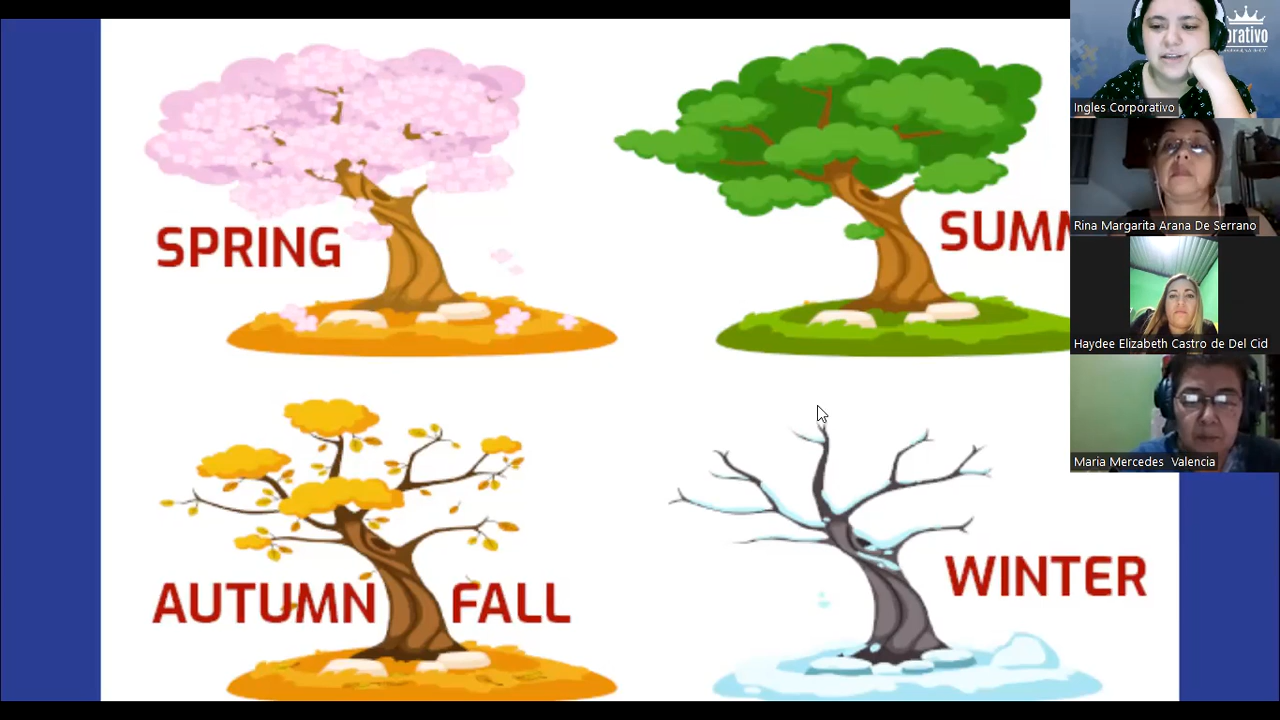 SPRING
SUMM
AUTUMN FALL
WINTER
orativo
Ingles Corporativo
Rina Margarita Arana De Serrano
Haydee Elizabeth Castro de Del Cid
Maria Mercedes Valencia